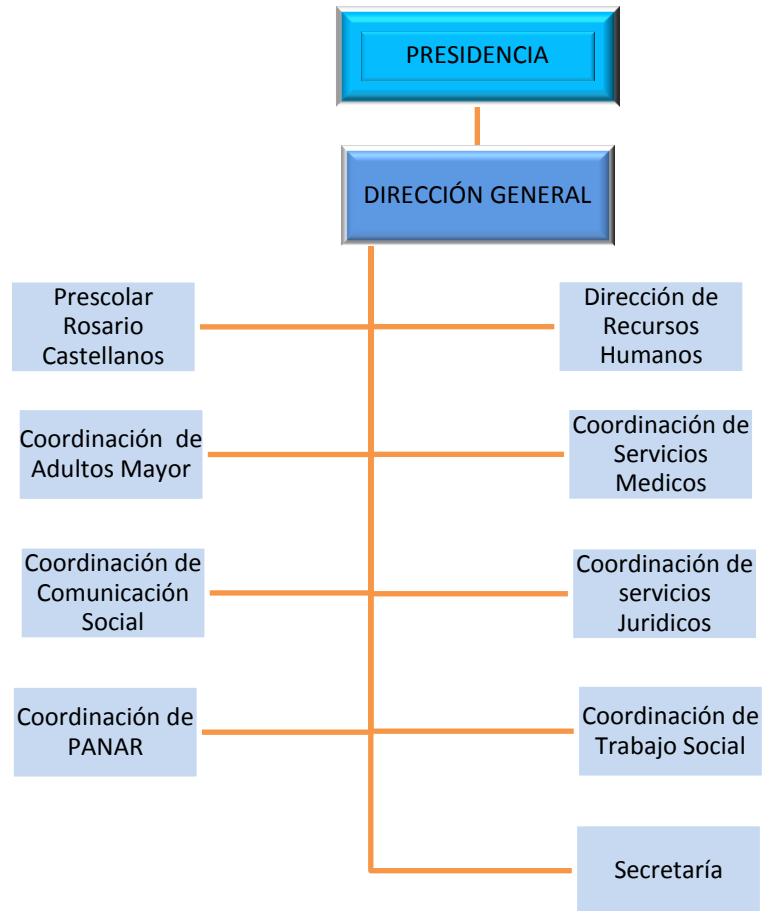 PRESIDENCIA
DIRECCIÓN GENERAL
Prescolar
Rosario
Castellanos
Dirección de
Recursos
Humanos
Coordinación de
Adultos Mayor
Coordinación de
Servicios
Medicos
Coordinación de
Comunicación
Social
Coordinación de
servicios
Juridicos
Coordinación de
PANAR
Coordinación de
Trabajo Social
Secretaría